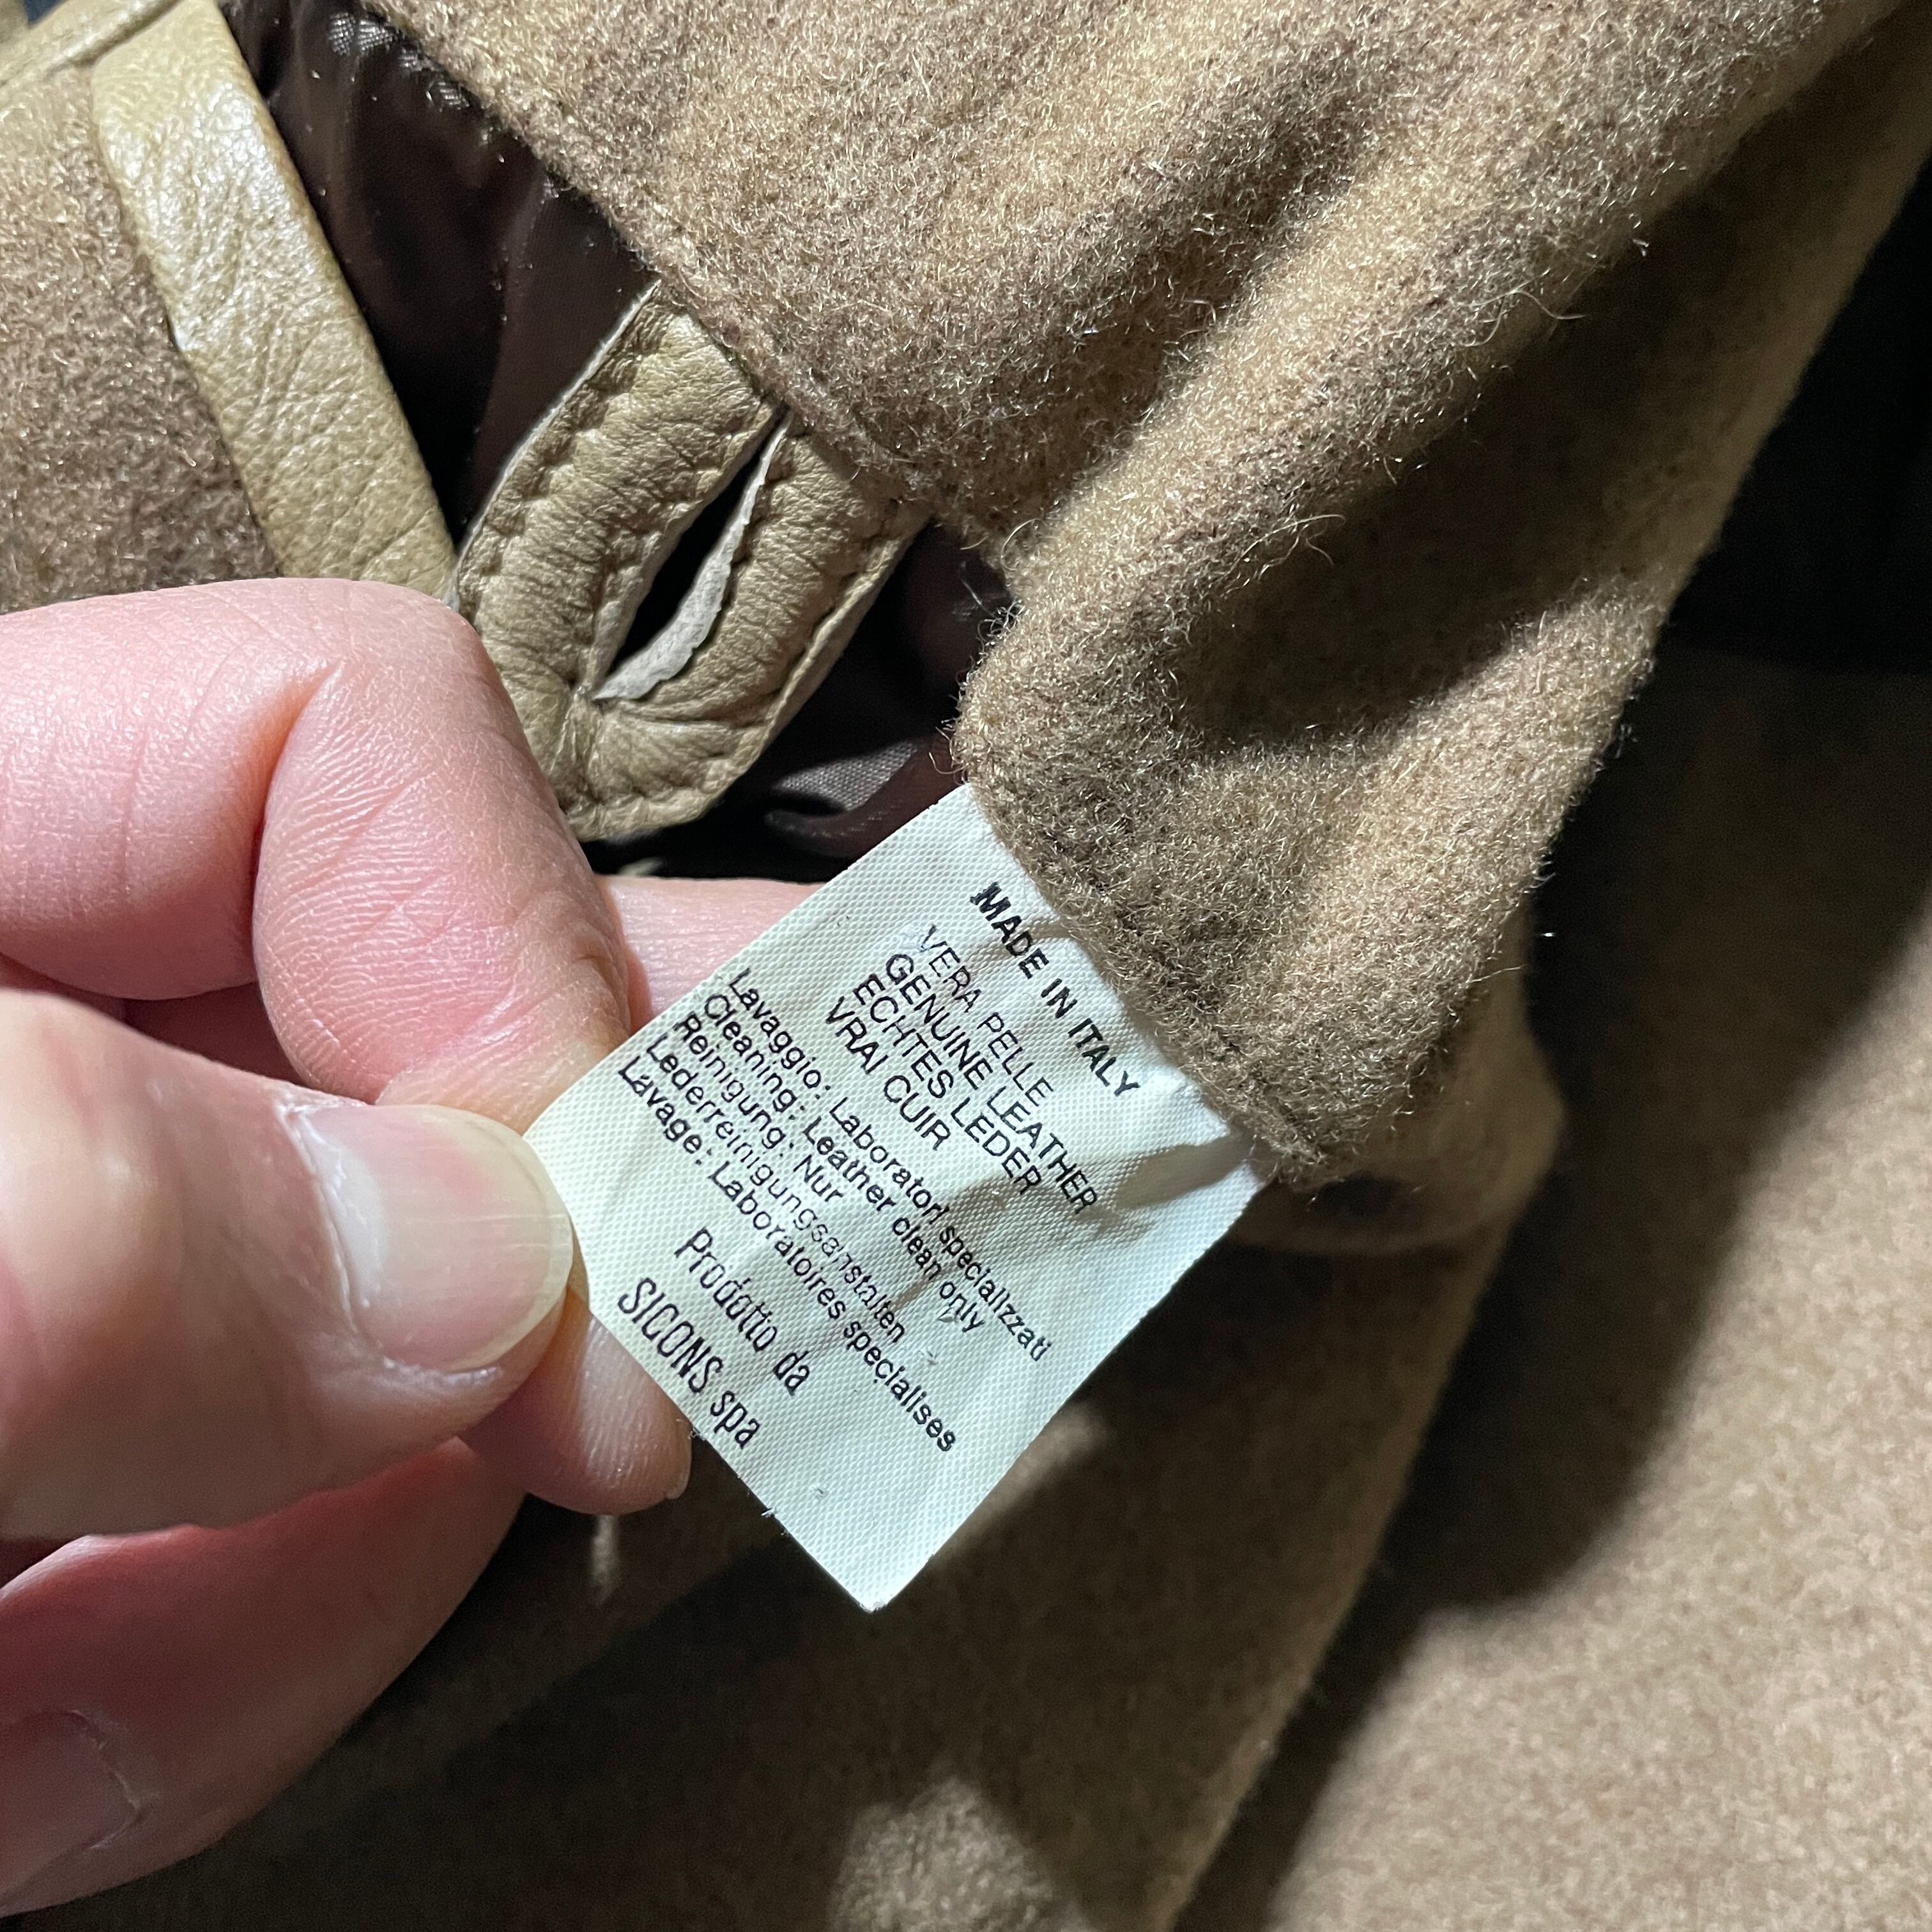 MADE IN ITALY
VERA PELLE
GENUINE LEATHER
ECHTES LEDER
VRAI CUIR
Lavaggio: Laboratori specializzati
Cleaning: Leather clean only
Reinigung: Nur
Lederreinigungsanstalten
Lavage: Laboratoires specialises
Prodotto da
SICONS spa